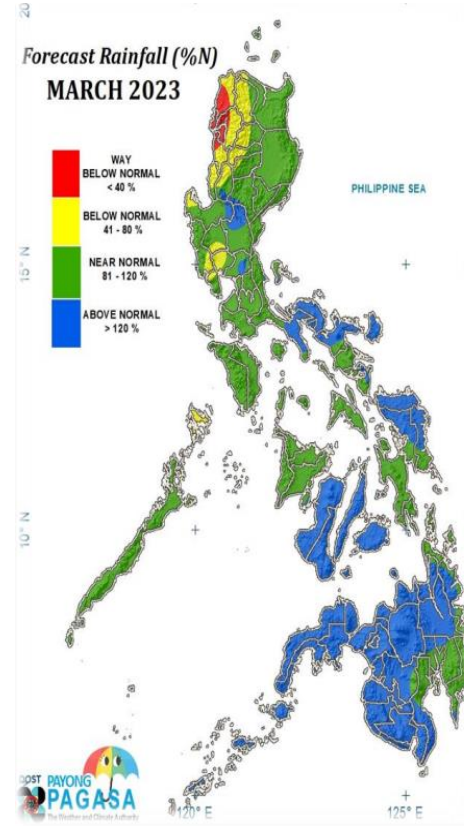 20
Forecast Rainfall (%N)
MARCH 2023
WAY
BELOW NORMAL
< 40 %
BELOW NORMAL
41 - 80 %
NEAR NORMAL
81 - 120 %
ABOVE NORMAL
> 120 %
PHILIPPINE SEA
15° N
10° N
OST
PAYONG
PAGASA
The Weather and Climate Authority
120° E
125° E